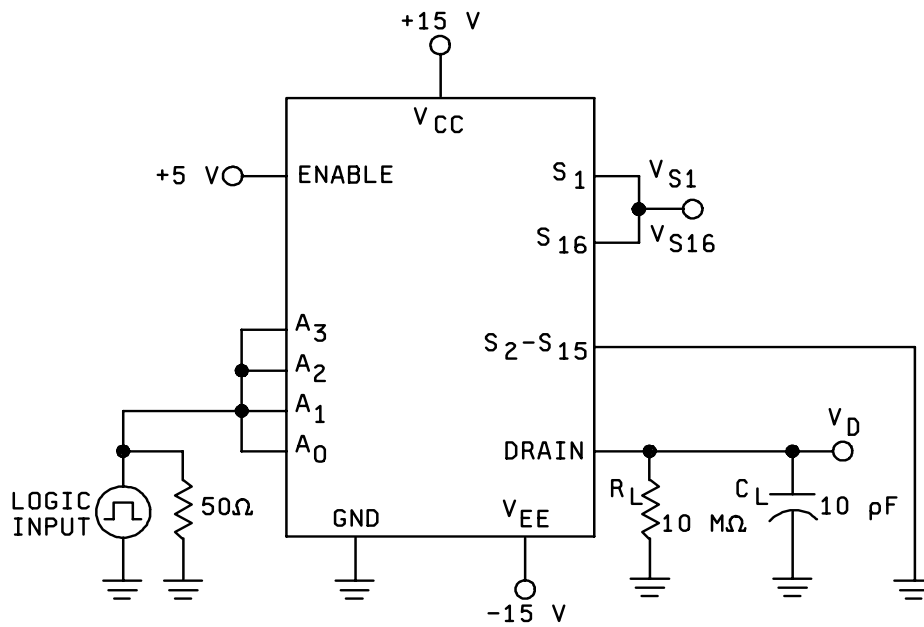 +15 V
VCC
+5 V
ENABLE
S1
VS1
S16
VS16
A3
A2
A1
A0
S2-S15
DRAIN
VD
LOGIC
INPUT
50Ω
GND
VEE
RL
10 MΩ
CL
10 pF
-15 V